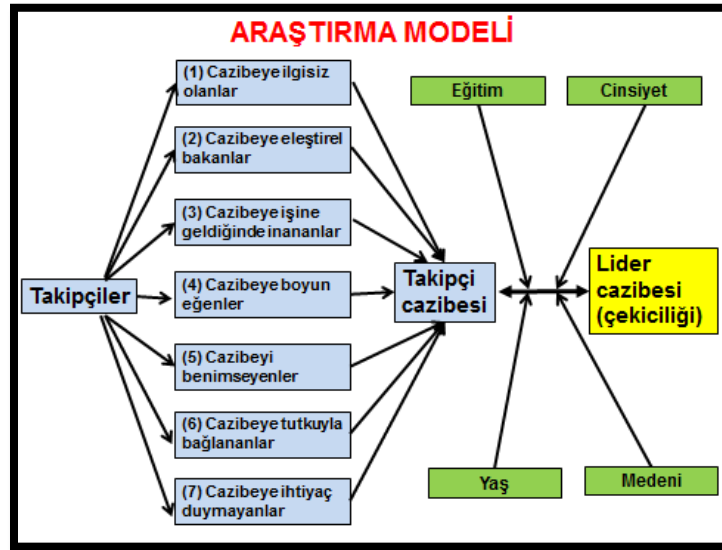 ARAŞTIRMA MODELİ
(1) Cazibeye ilgisiz
olanlar
(2) Cazibeye eleştirel
bakanlar
(3) Cazibeye işine
geldiğinde inananlar
(4) Cazibeye boyun
eğenler
(5) Cazibeyi
benimseyenler
(6) Cazibeye tutkuyla
bağlananlar
(7) Cazibeye ihtiyaç
duymayanlar
Takipçiler
Takipçi
cazibesi
Eğitim
Cinsiyet
Lider
cazibesi
(çekiciliği)
Yaş
Medeni